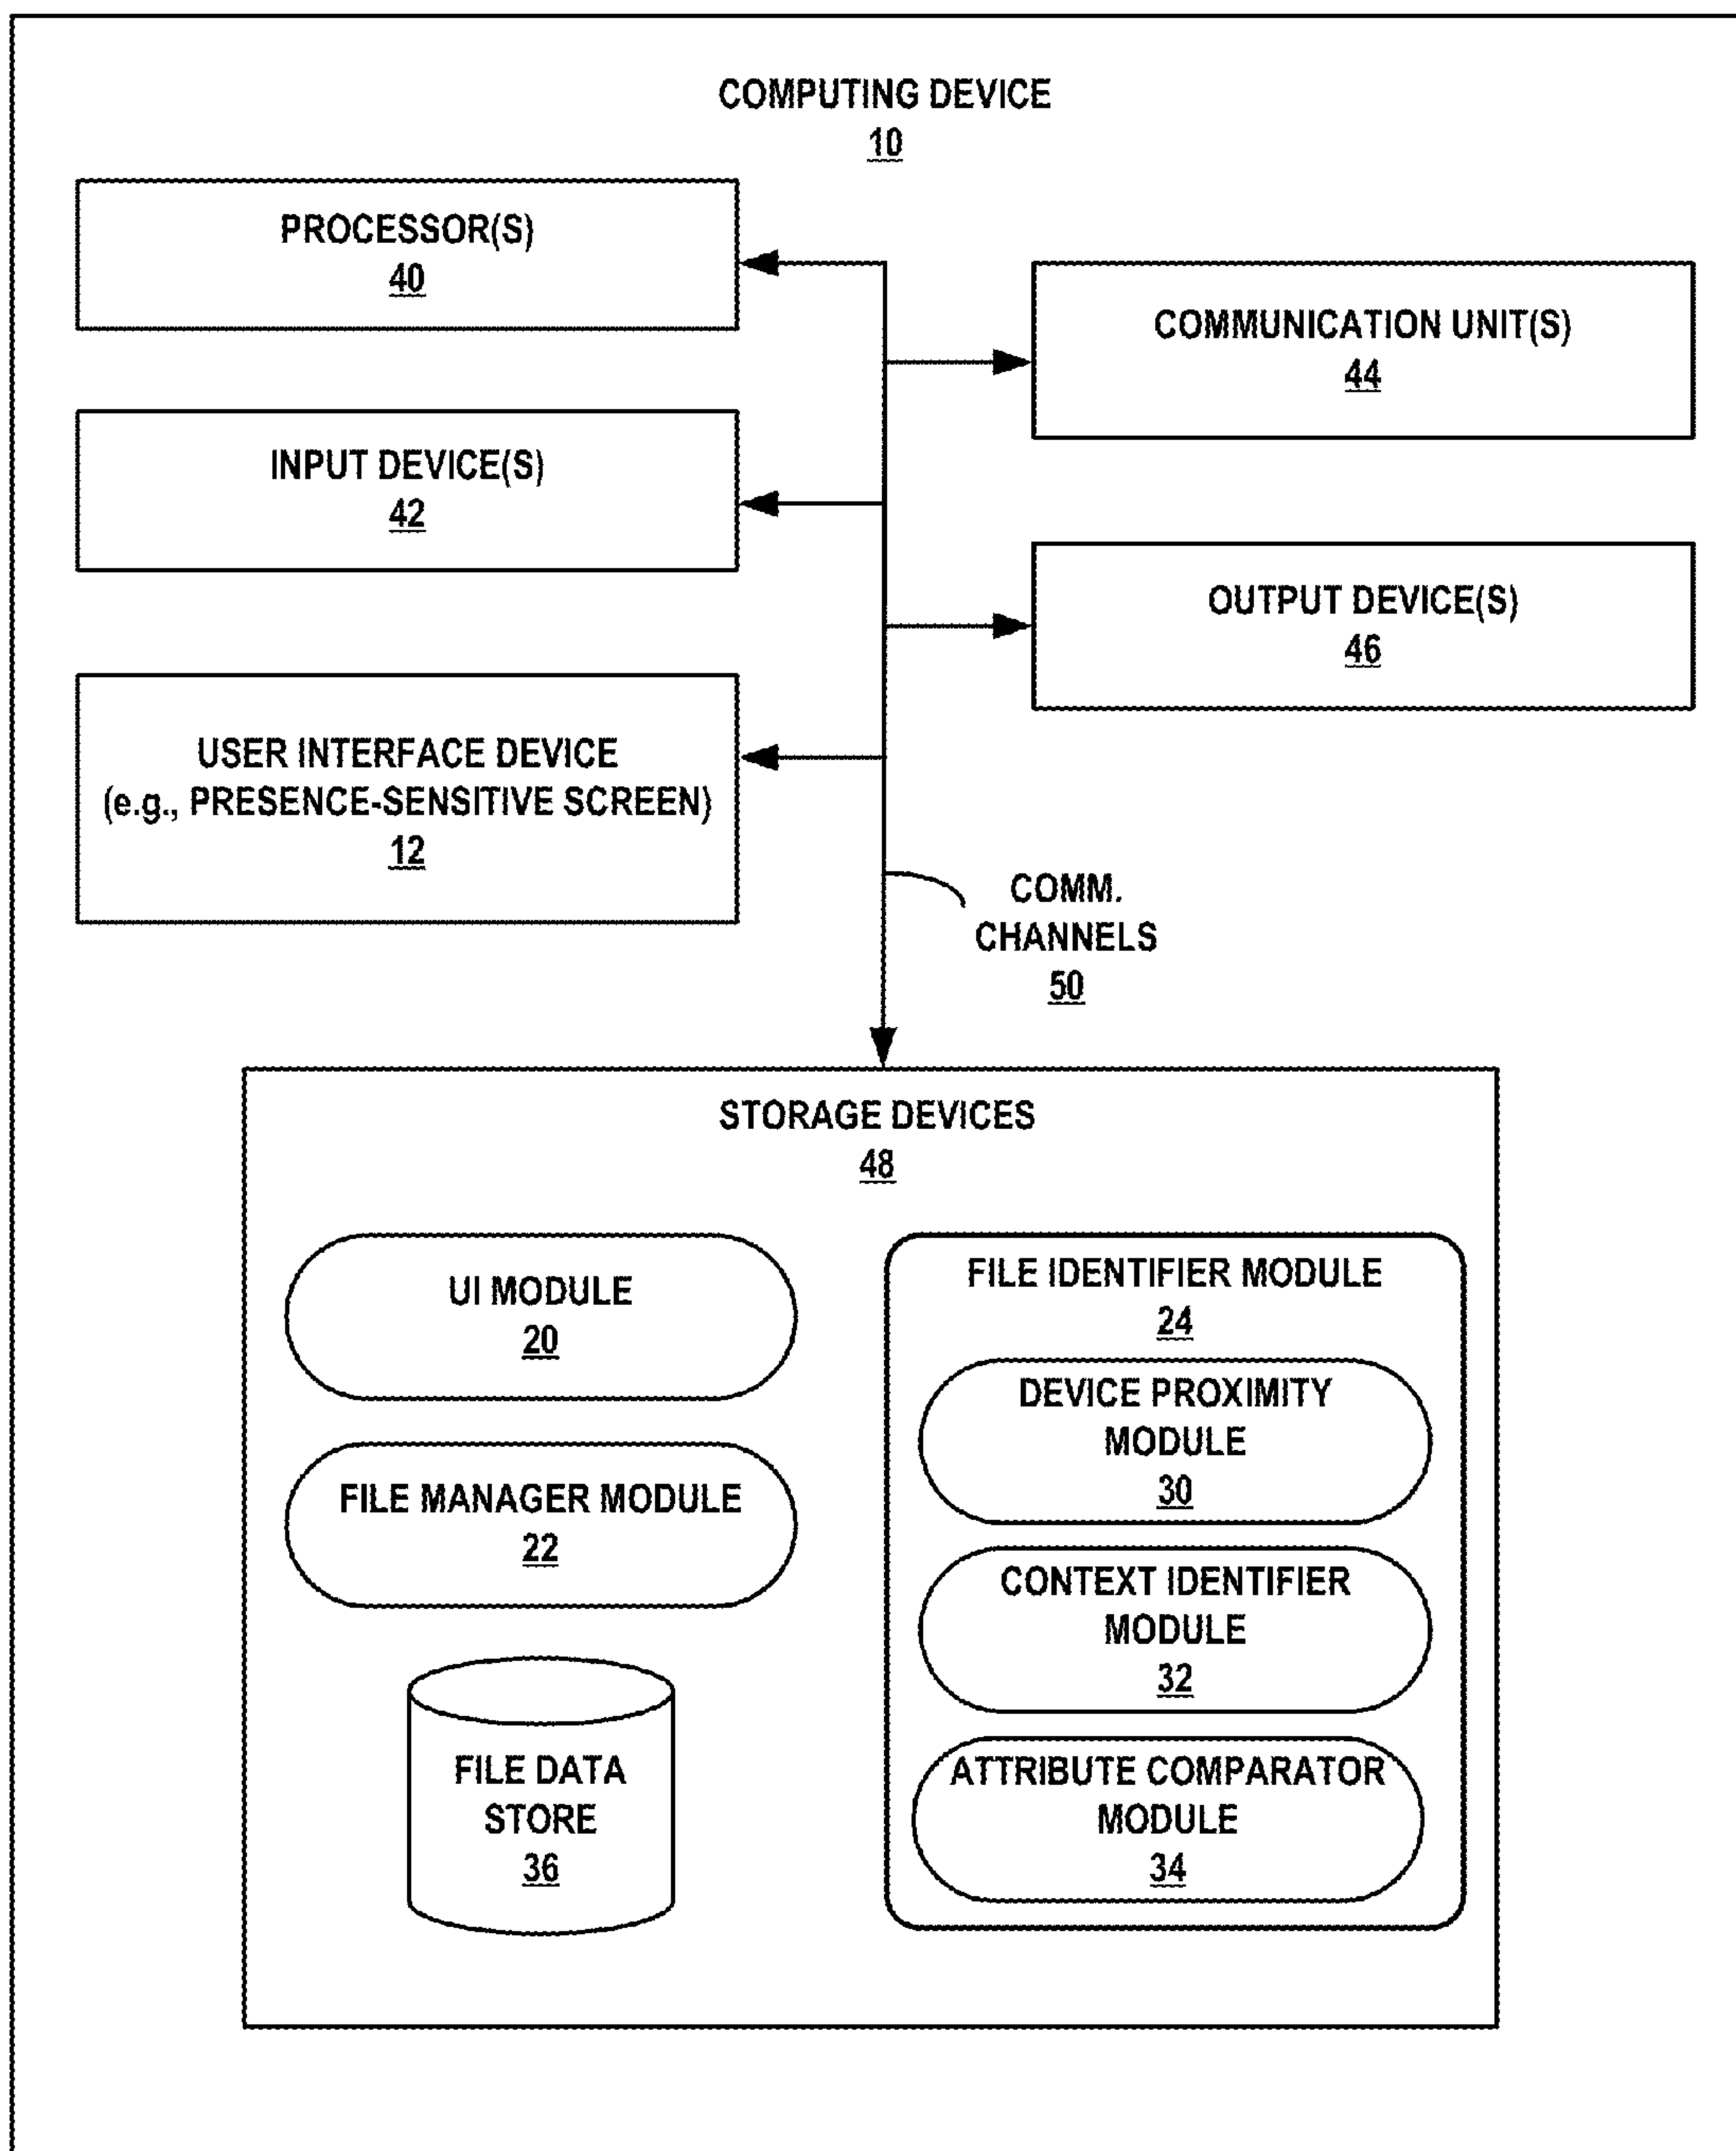 COMPUTING DEVICE
10
PROCESSOR(S)
40
COMMUNICATION UNIT(S)
44
INPUT DEVICE(S)
42
OUTPUT DEVICE(S)
46
USER INTERFACE DEVICE
(e.g., PRESENCE-SENSITIVE SCREEN)
12
COMM.
CHANNELS
50
STORAGE DEVICES
48
UI MODULE
20
FILE MANAGER MODULE
22
FILE DATA
STORE
36
FILE IDENTIFIER MODULE
24
DEVICE PROXIMITY
MODULE
30
CONTEXT IDENTIFIER
MODULE
32
ATTRIBUTE COMPARATOR
MODULE
34